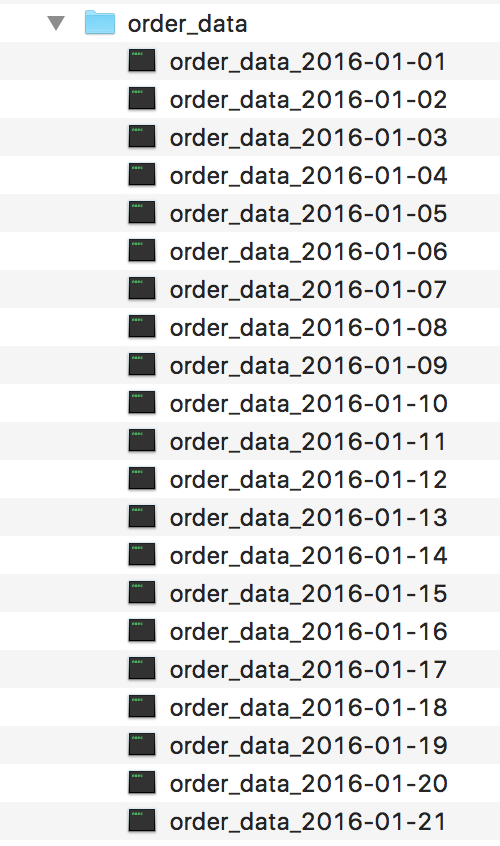 order_data
order_data_2016-01-01
order_data_2016-01-02
order_data_2016-01-03
order_data_2016-01-04
order_data_2016-01-05
order_data_2016-01-06
order_data_2016-01-07
order_data_2016-01-08
order_data_2016-01-09
order_data_2016-01-10
order_data_2016-01-11
order_data_2016-01-12
order_data_2016-01-13
order_data_2016-01-14
order_data_2016-01-15
order_data_2016-01-16
order_data_2016-01-17
order_data_2016-01-18
order_data_2016-01-19
order_data_2016-01-20
order_data_2016-01-21